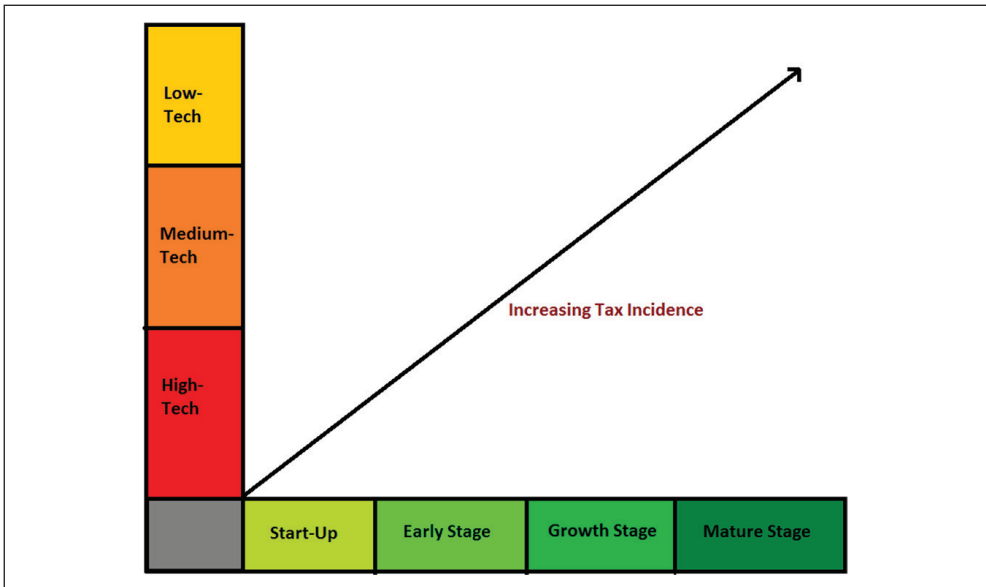 Low-
Tech
Medium-
Tech
Increasing Tax Incidence
High-
Tech
Start-Up
Early Stage
Growth Stage
Mature Stage